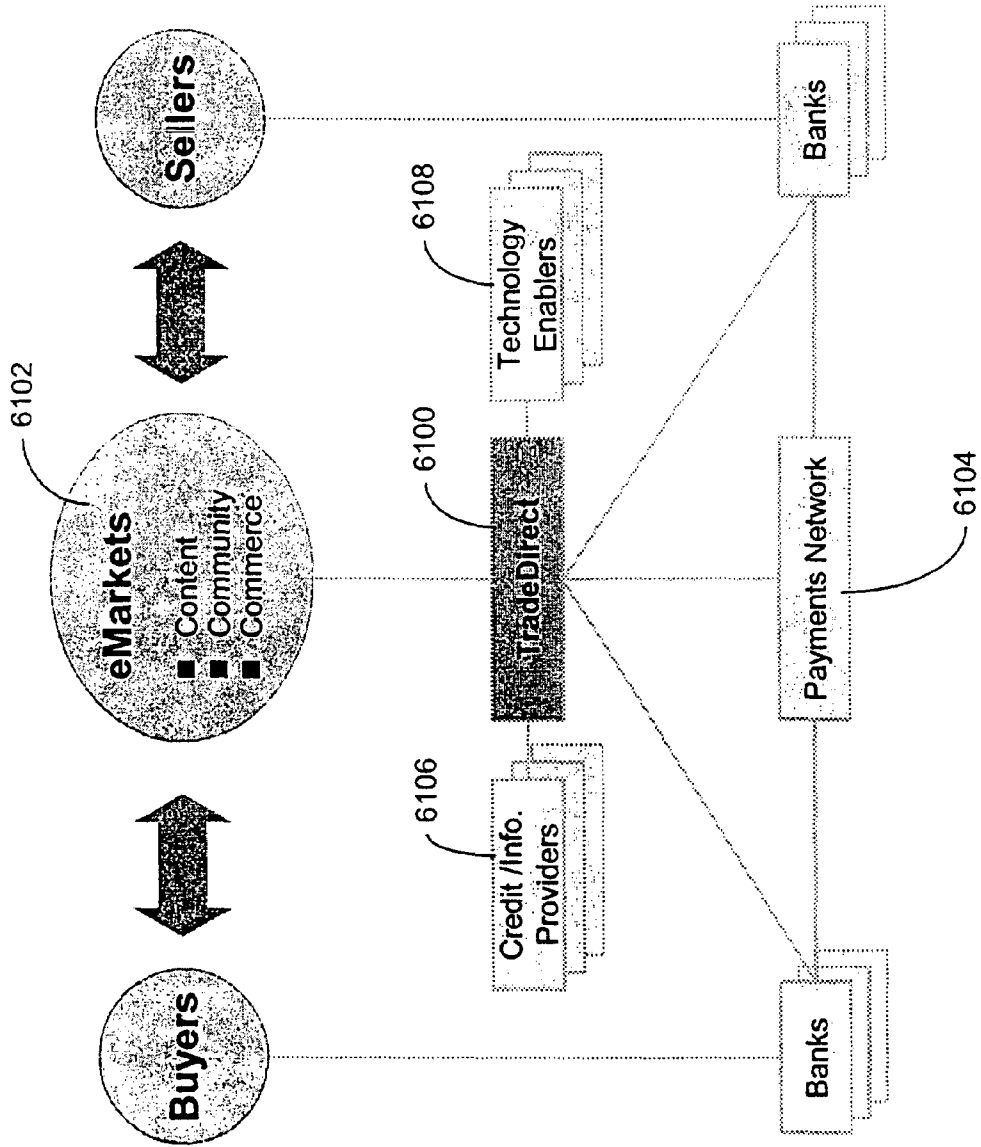 Buyers
eMarkets
■ Content
■ Community
■ Commerce
6102
Sellers
6106
Credit /Info.
Providers
6100
TradeDirect
6108
Technology
Enablers
Banks
Payments Network
6104
Banks